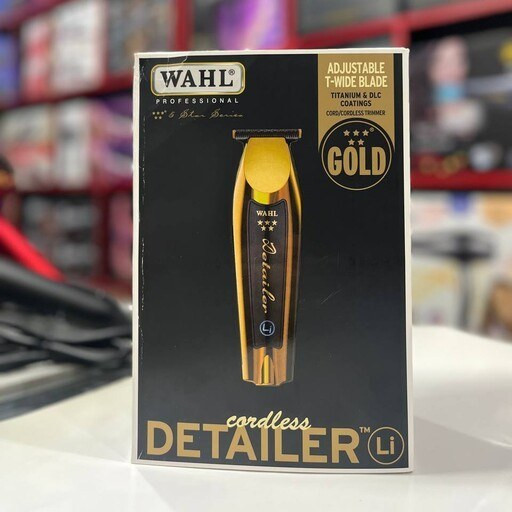 WAHL®
PROFESSIONAL
5 Star Series
ADJUSTABLE
T-WIDE BLADE
TITANIUM & DLC
COATINGS
CORD/CORDLESS TRIMMER
GOLD
WAHL
Detailer
Li
cordless
DETAILER™ Li